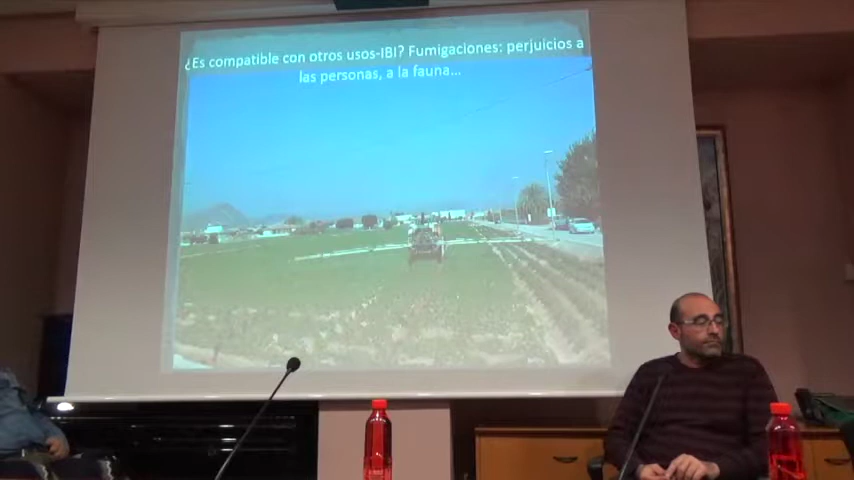 ¿Es compatible con otros usos-IBI? Fumigaciones: perjuicios a
las personas, a la fauna...